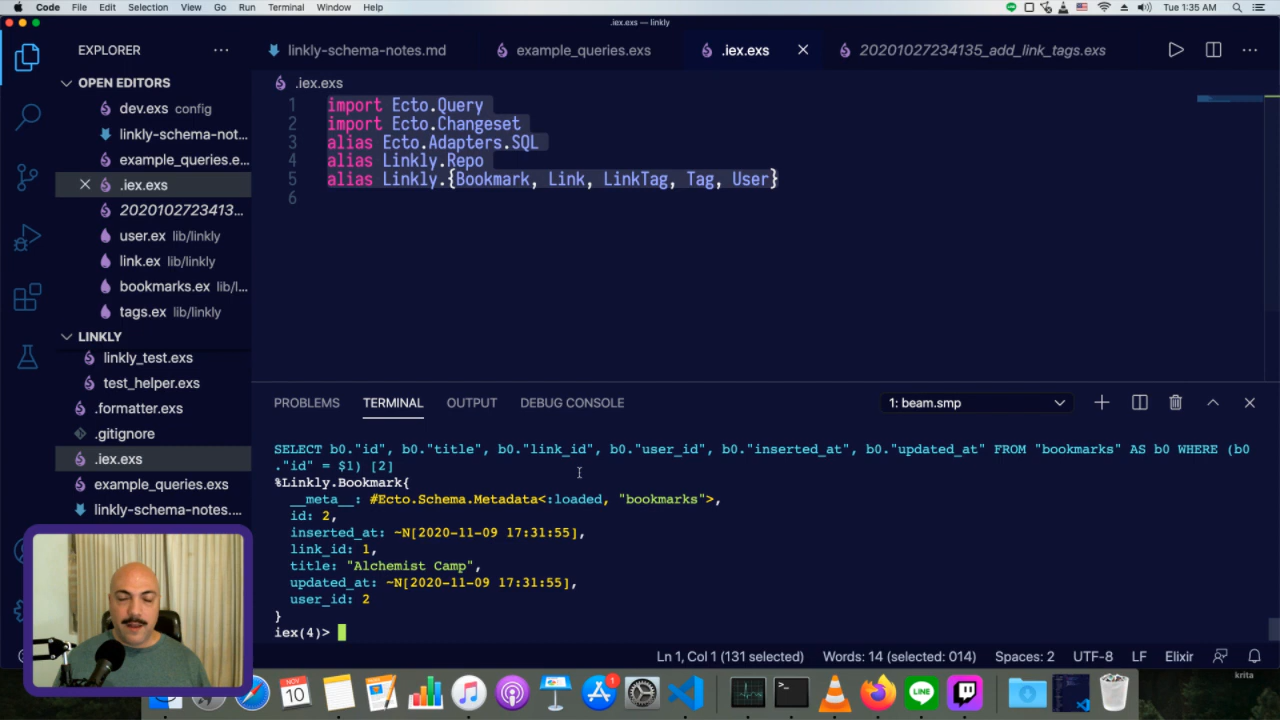 Code File Edit Selection View Go Run Terminal Window Help Tue 1:35 AM
.iex.exs — linkly
EXPLORER
linkly-schema-notes.md
example_queries.exs
.iex.exs
20201027234135_add_link_tags.exs
OPEN EDITORS
dev.exs config
linkly-schema-not...
example_queries.e...
.iex.exs
2020102723413...
user.ex lib/linkly
link.ex lib/linkly
bookmarks.ex lib/l...
tags.ex lib/linkly
LINKLY
linkly_test.exs
test_helper.exs
.formatter.exs
.gitignore
.iex.exs
example_queries.exs
linkly-schema-notes....
.iex.exs
1 import Ecto.Query
2 import Ecto.Changeset
3 alias Ecto.Adapters.SQL
4 alias Linkly.Repo
5 alias Linkly.{Bookmark, Link, LinkTag, Tag, User}
6
PROBLEMS TERMINAL OUTPUT DEBUG CONSOLE 1: beam.smp
SELECT b0."id", b0."title", b0."link_id", b0."user_id", b0."inserted_at", b0."updated_at" FROM "bookmarks" AS b0 WHERE (b0
."id" = $1) [2]
%Linkly.Bookmark{
__meta__: #Ecto.Schema.Metadata<:loaded, "bookmarks">,
id: 2,
inserted_at: ~N[2020-11-09 17:31:55],
link_id: 1,
title: "Alchemist Camp",
updated_at: ~N[2020-11-09 17:31:55],
user_id: 2
}
iex(4)>
Ln 1, Col 1 (131 selected) Words: 14 (selected: 014) Spaces: 2 UTF-8 LF Elixir
NOV
10
1
LINE
krita